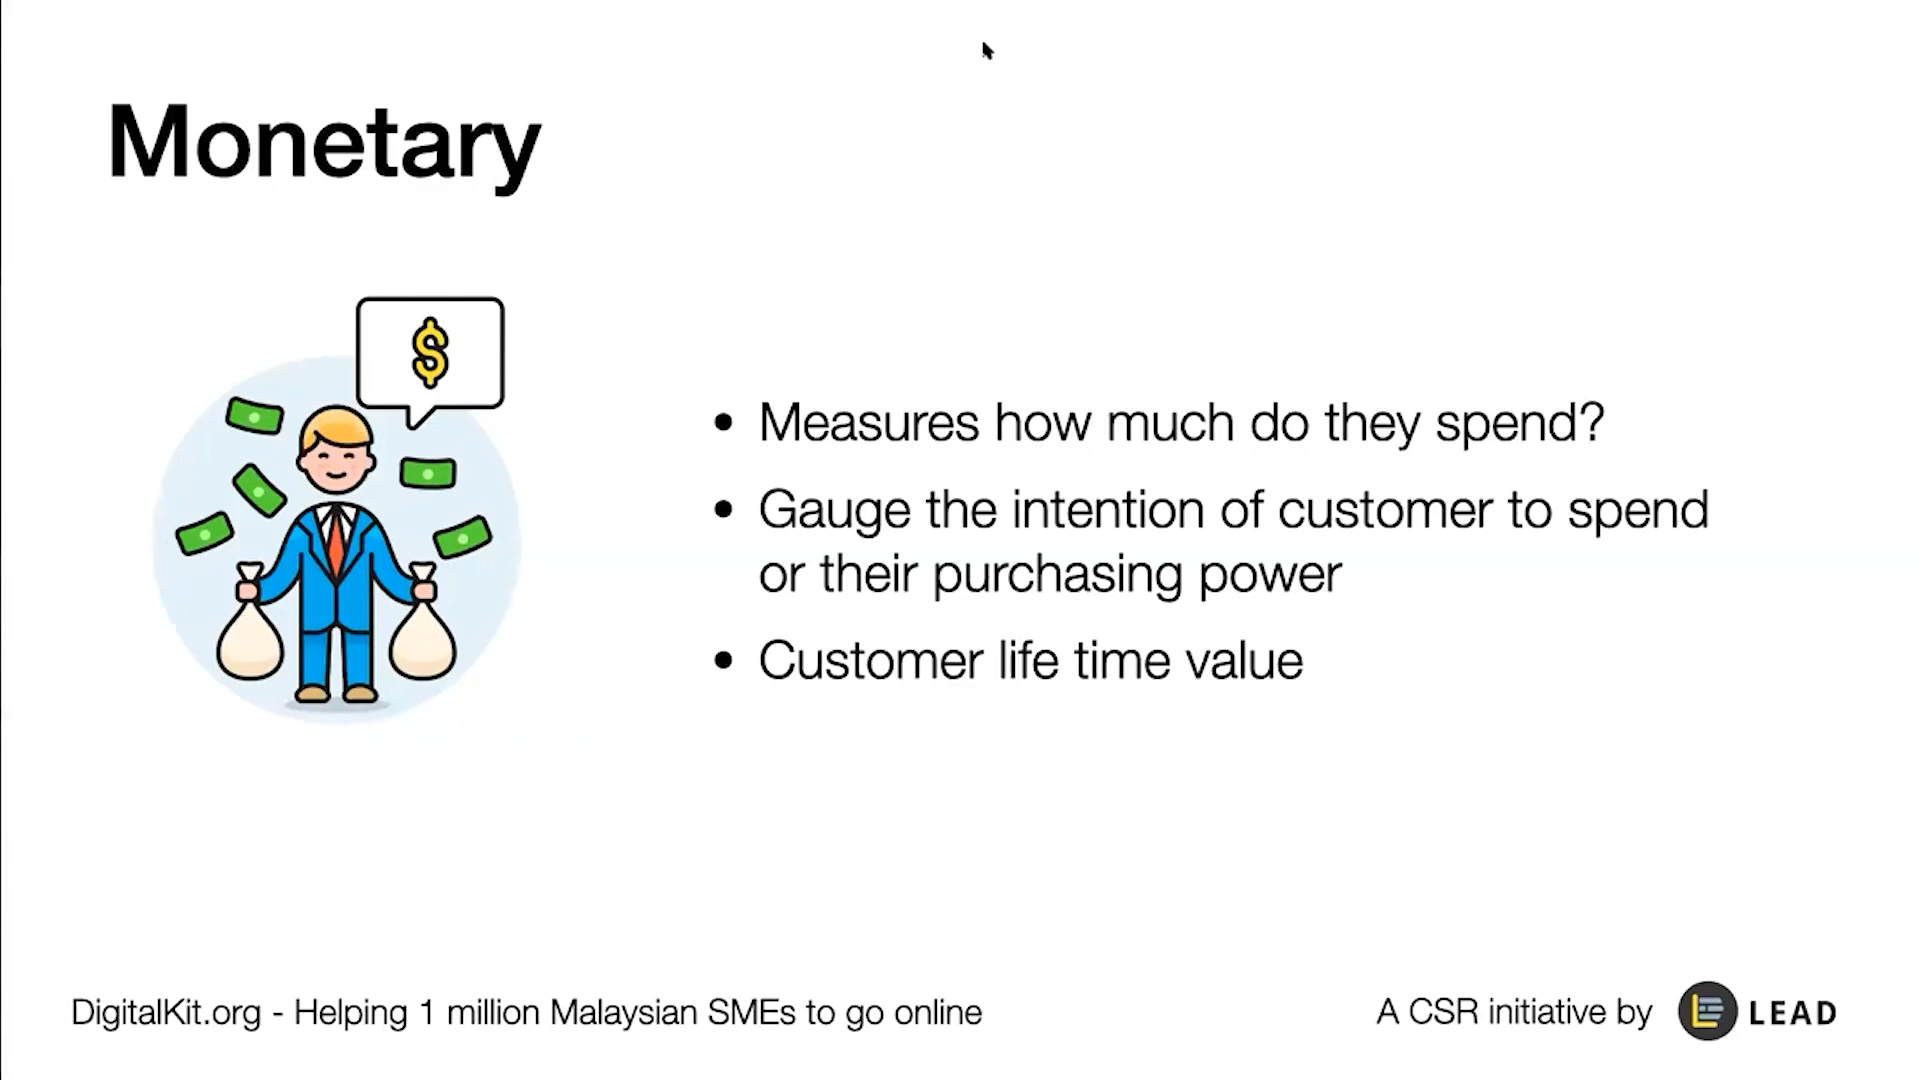 Monetary
$
• Measures how much do they spend?
• Gauge the intention of customer to spend
or their purchasing power
• Customer life time value
DigitalKit.org - Helping 1 million Malaysian SMEs to go online
A CSR initiative by LEAD